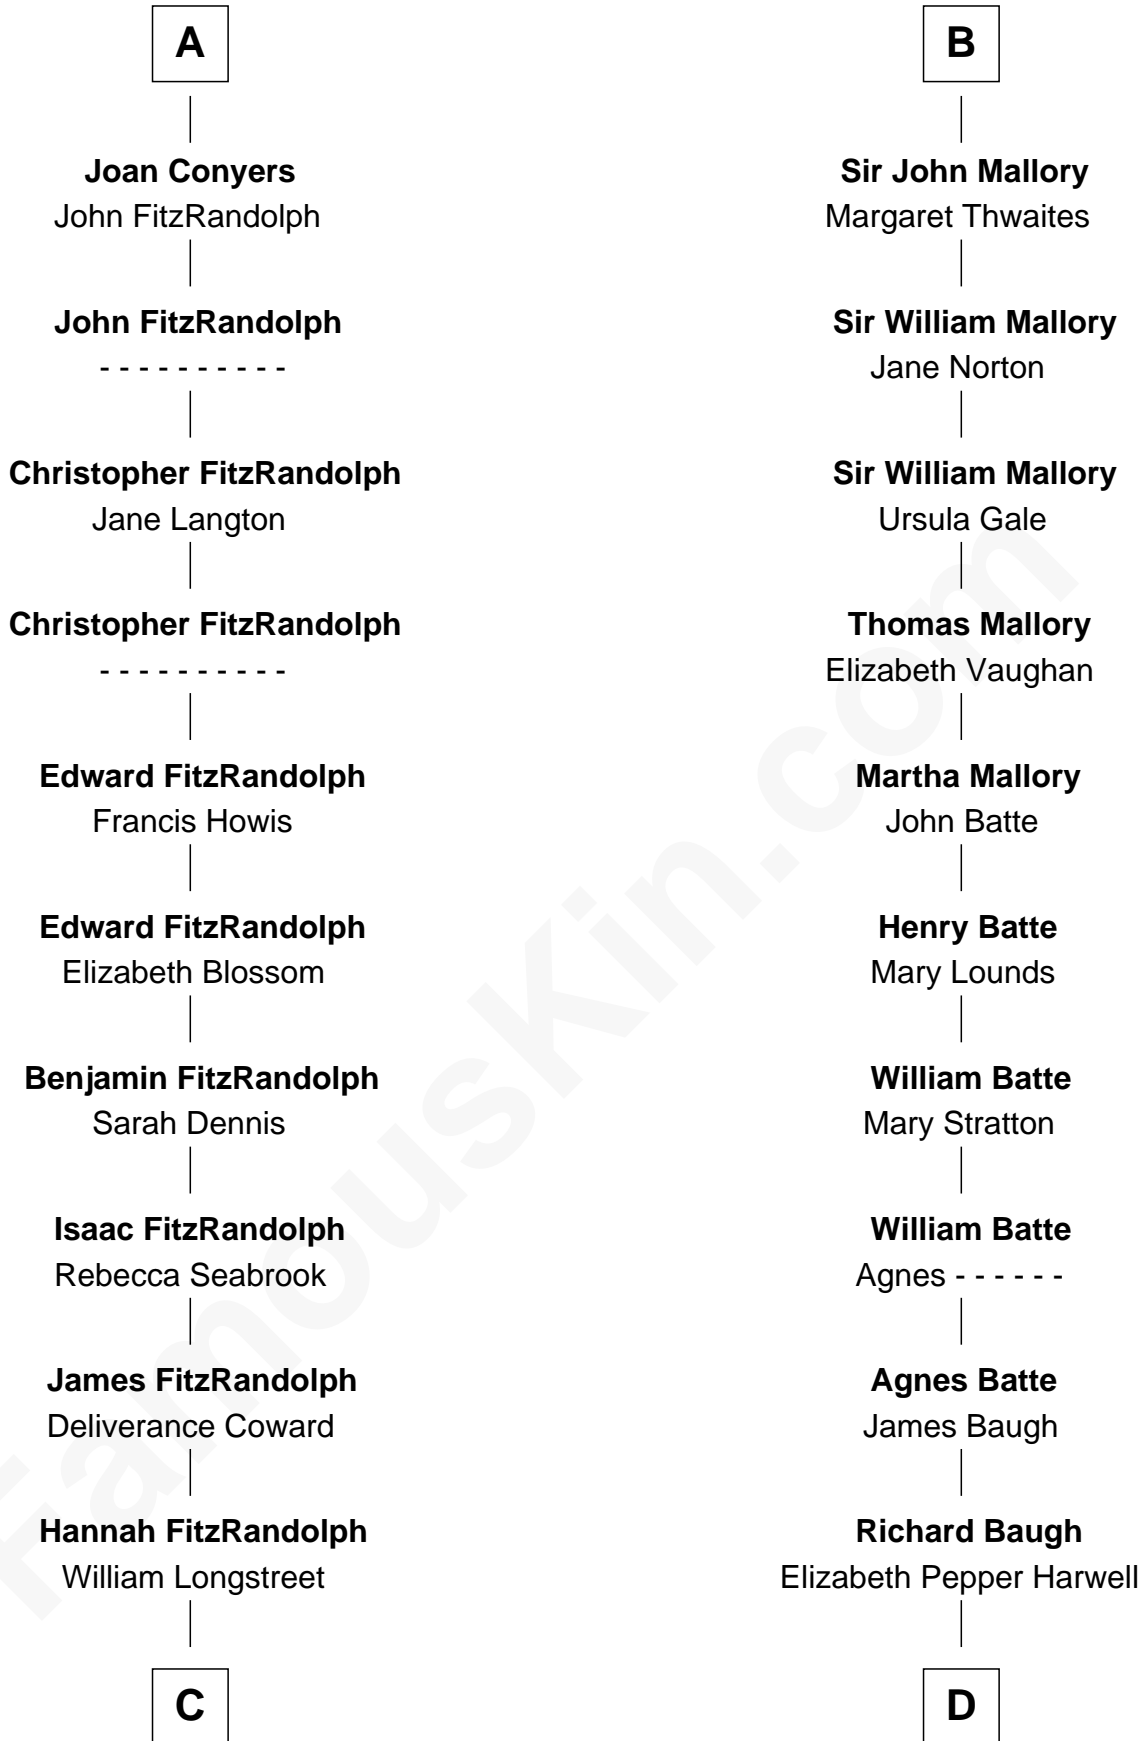 A
Joan Conyers
John FitzRandolph
John FitzRandolph
- - - - - - - - - -
Christopher FitzRandolph
Jane Langton
Christopher FitzRandolph
- - - - - - - - - -
Edward FitzRandolph
Francis Howis
Edward FitzRandolph
Elizabeth Blossom
Benjamin FitzRandolph
Sarah Dennis
Isaac FitzRandolph
Rebecca Seabrook
James FitzRandolph
Deliverance Coward
Hannah FitzRandolph
William Longstreet
C
B
Sir John Mallory
Margaret Thwaites
Sir William Mallory
Jane Norton
Sir William Mallory
Ursula Gale
Thomas Mallory
Elizabeth Vaughan
Martha Mallory
John Batte
Henry Batte
Mary Lounds
William Batte
Mary Stratton
William Batte
Agnes - - - - - -
Agnes Batte
James Baugh
Richard Baugh
Elizabeth Pepper Harwell
D
FamousKin.com